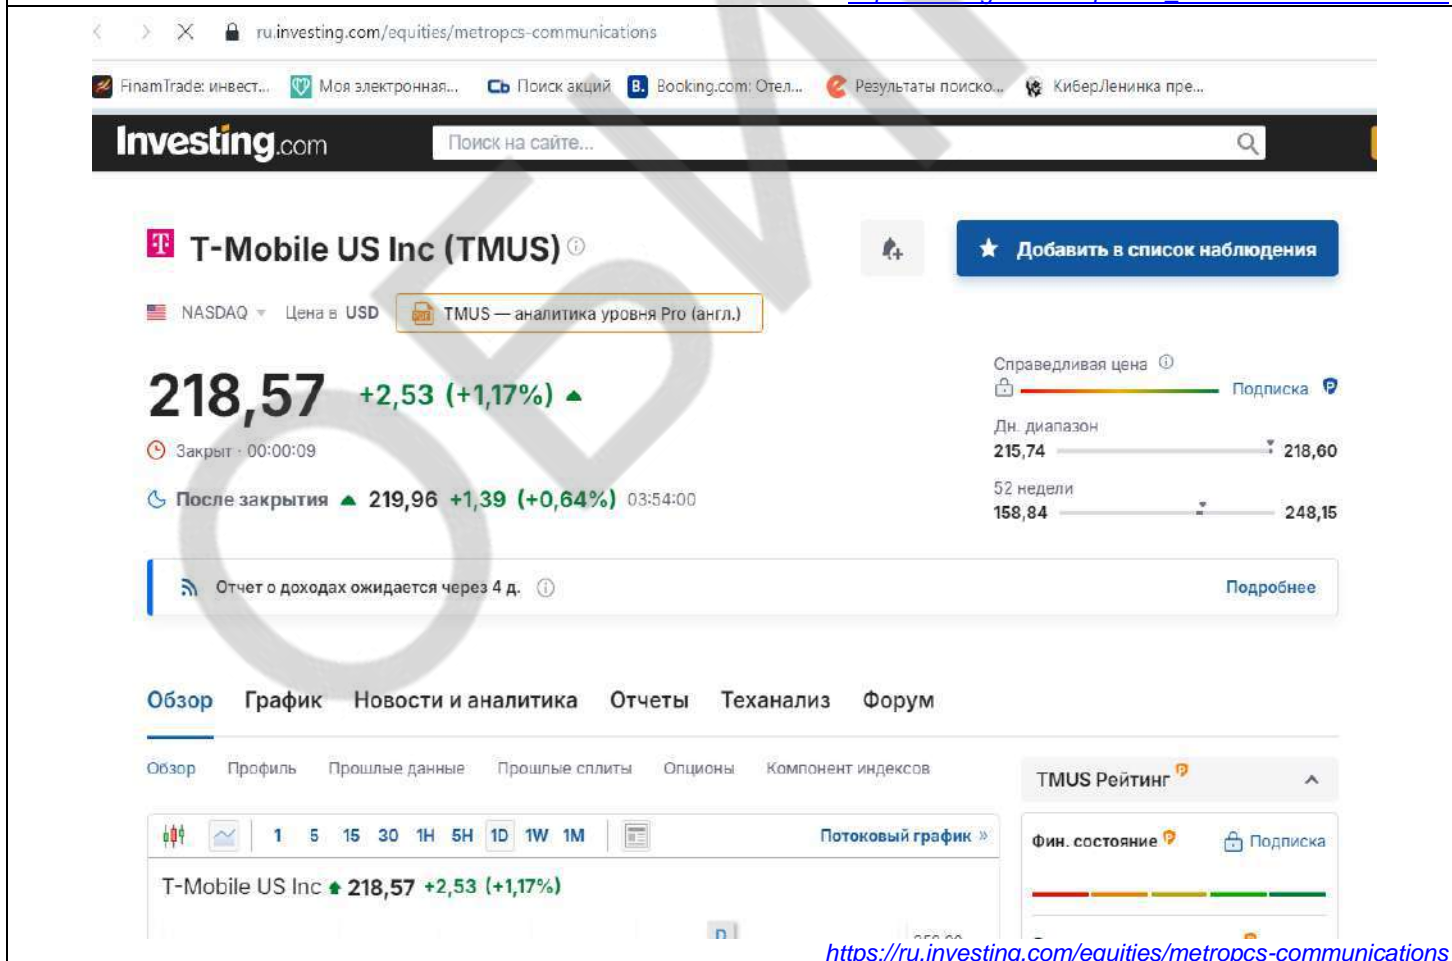 ru.investing.com/equities/metropcs-communications
FinamTrade: инвест... Моя электронная... Поиск акций Booking.com: Отел... Результаты поиско... КиберЛенинка пре...
Investing.com Поиск на сайте...
T-Mobile US Inc (TMUS)
Добавить в список наблюдения
NASDAQ Цена в USD TMUS — аналитика уровня Pro (англ.)
218,57 +2,53 (+1,17%)
Закрыт · 00:00:09
После закрытия 219,96 +1,39 (+0,64%) 03:54:00
Справедливая цена
Подписка
Дн. диапазон
215,74 218,60
52 недели
158,84 248,15
Отчет о доходах ожидается через 4 д. Подробнее
Обзор График Новости и аналитика Отчеты Теханализ Форум
Обзор Профиль Прошлые данные Прошлые сплиты Опционы Компонент индексов
TMUS Рейтинг
1 5 15 30 1H 5H 1D 1W 1M Потоковый график »
Фин. состояние Подписка
T-Mobile US Inc 218,57 +2,53 (+1,17%)
https://ru.investing.com/equities/metropcs-communications